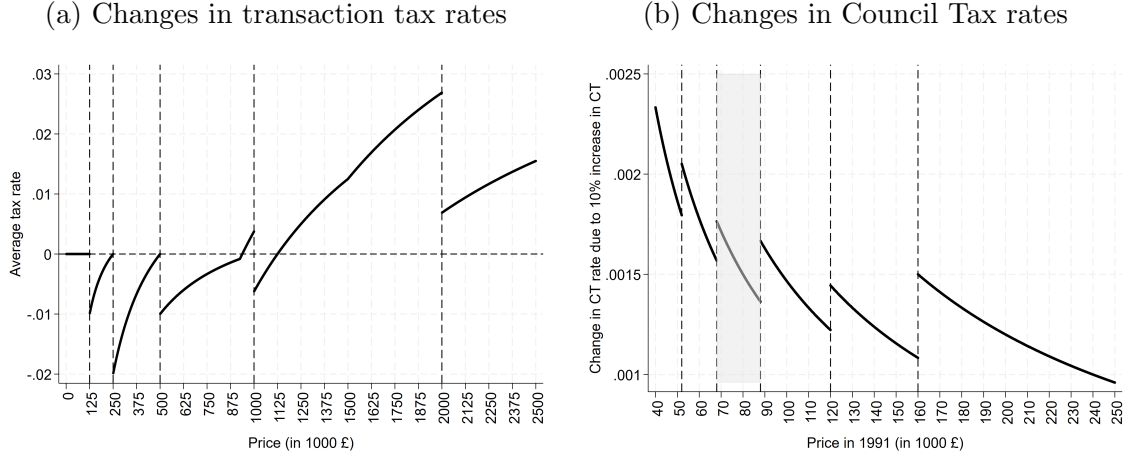 (a) Changes in transaction tax rates
Average tax rate
.03
.02
.01
0
-.01
-.02
0 125 250 375 500 625 750 875 1000 1125 1250 1375 1500 1625 1750 1875 2000 2125 2250 2375 2500
Price (in 1000 £)
(b) Changes in Council Tax rates
Change in CT rate due to 10% increase in CT
.0025
.002
.0015
.001
40 50 60 70 80 90 100 110 120 130 140 150 160 170 180 190 200 210 220 230 240 250
Price in 1991 (in 1000 £)